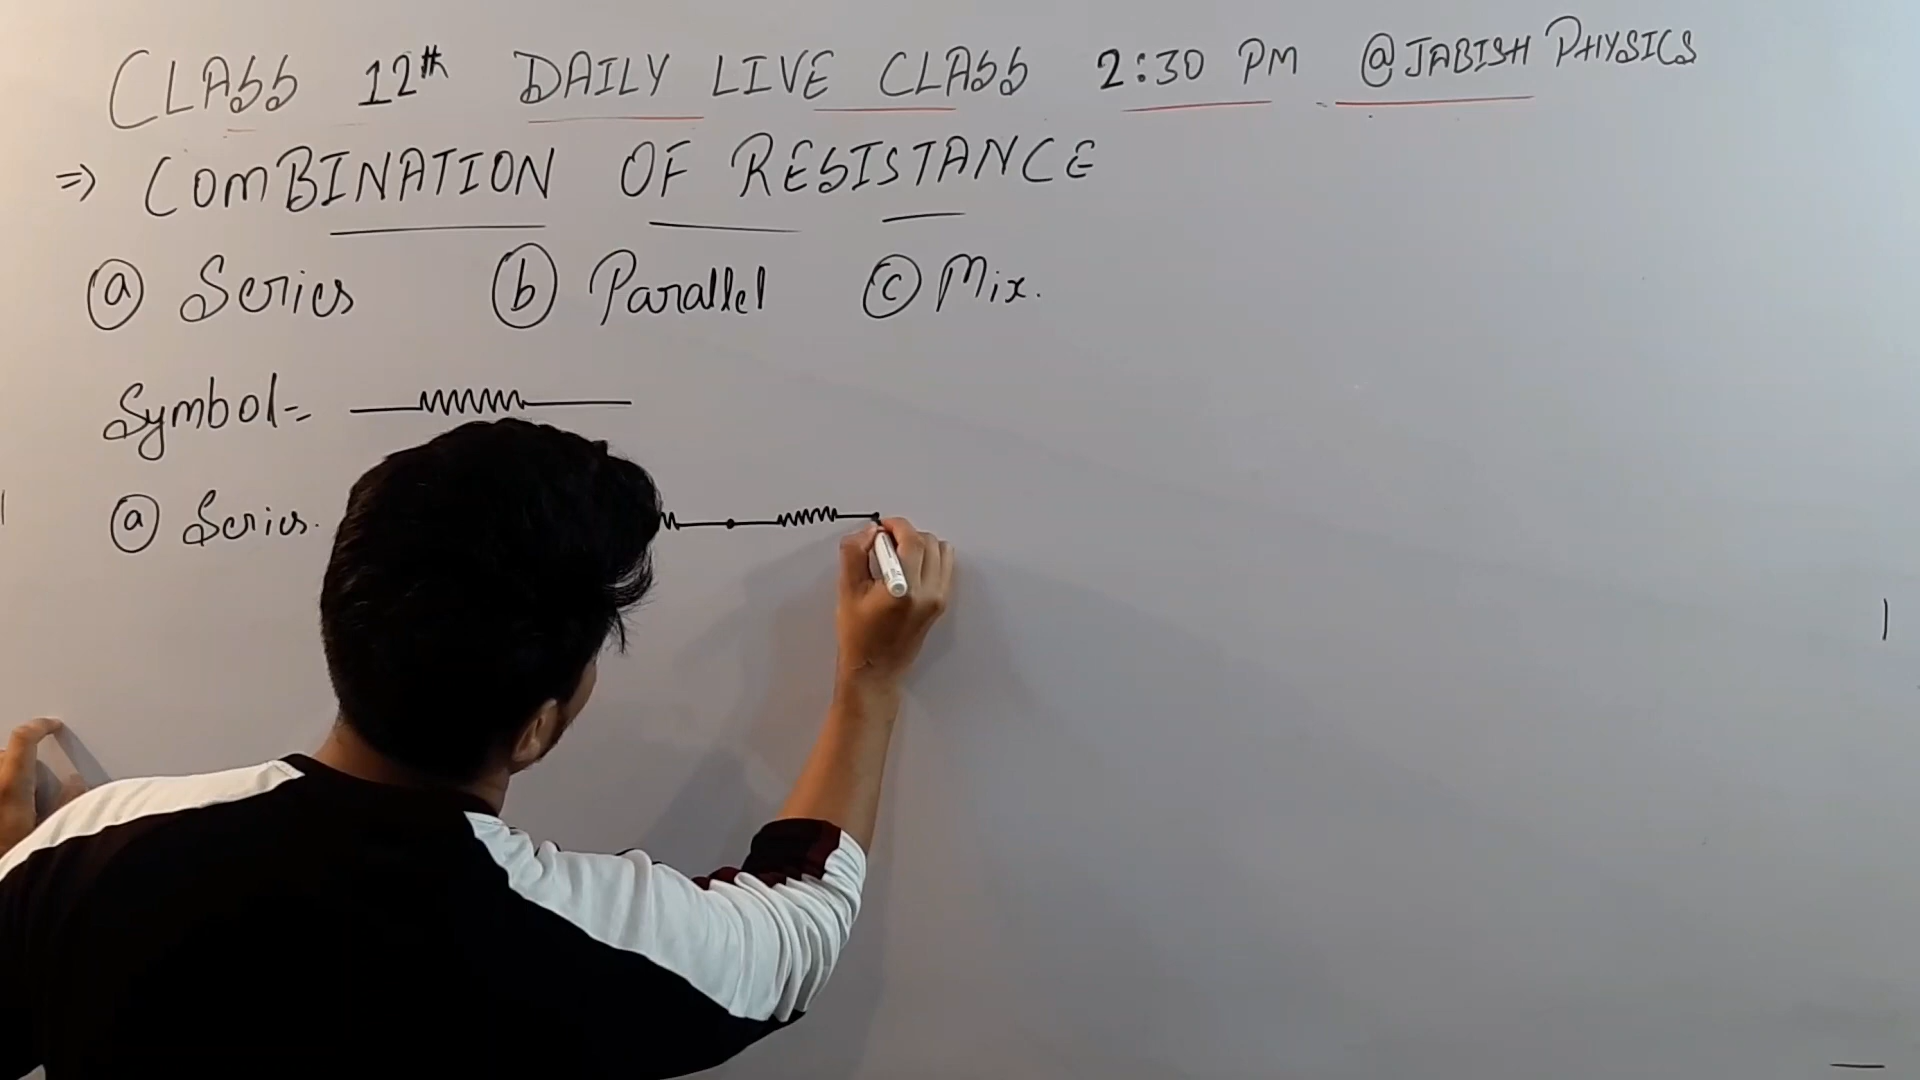 CLASS 12th DAILY LIVE CLASS 2:30 PM @JABISH PHYSICS
⇒ COMBINATION OF RESISTANCE
ⓐ Series ⓑ Parallel ⓒ Mix.
Symbol-
ⓐ Series.